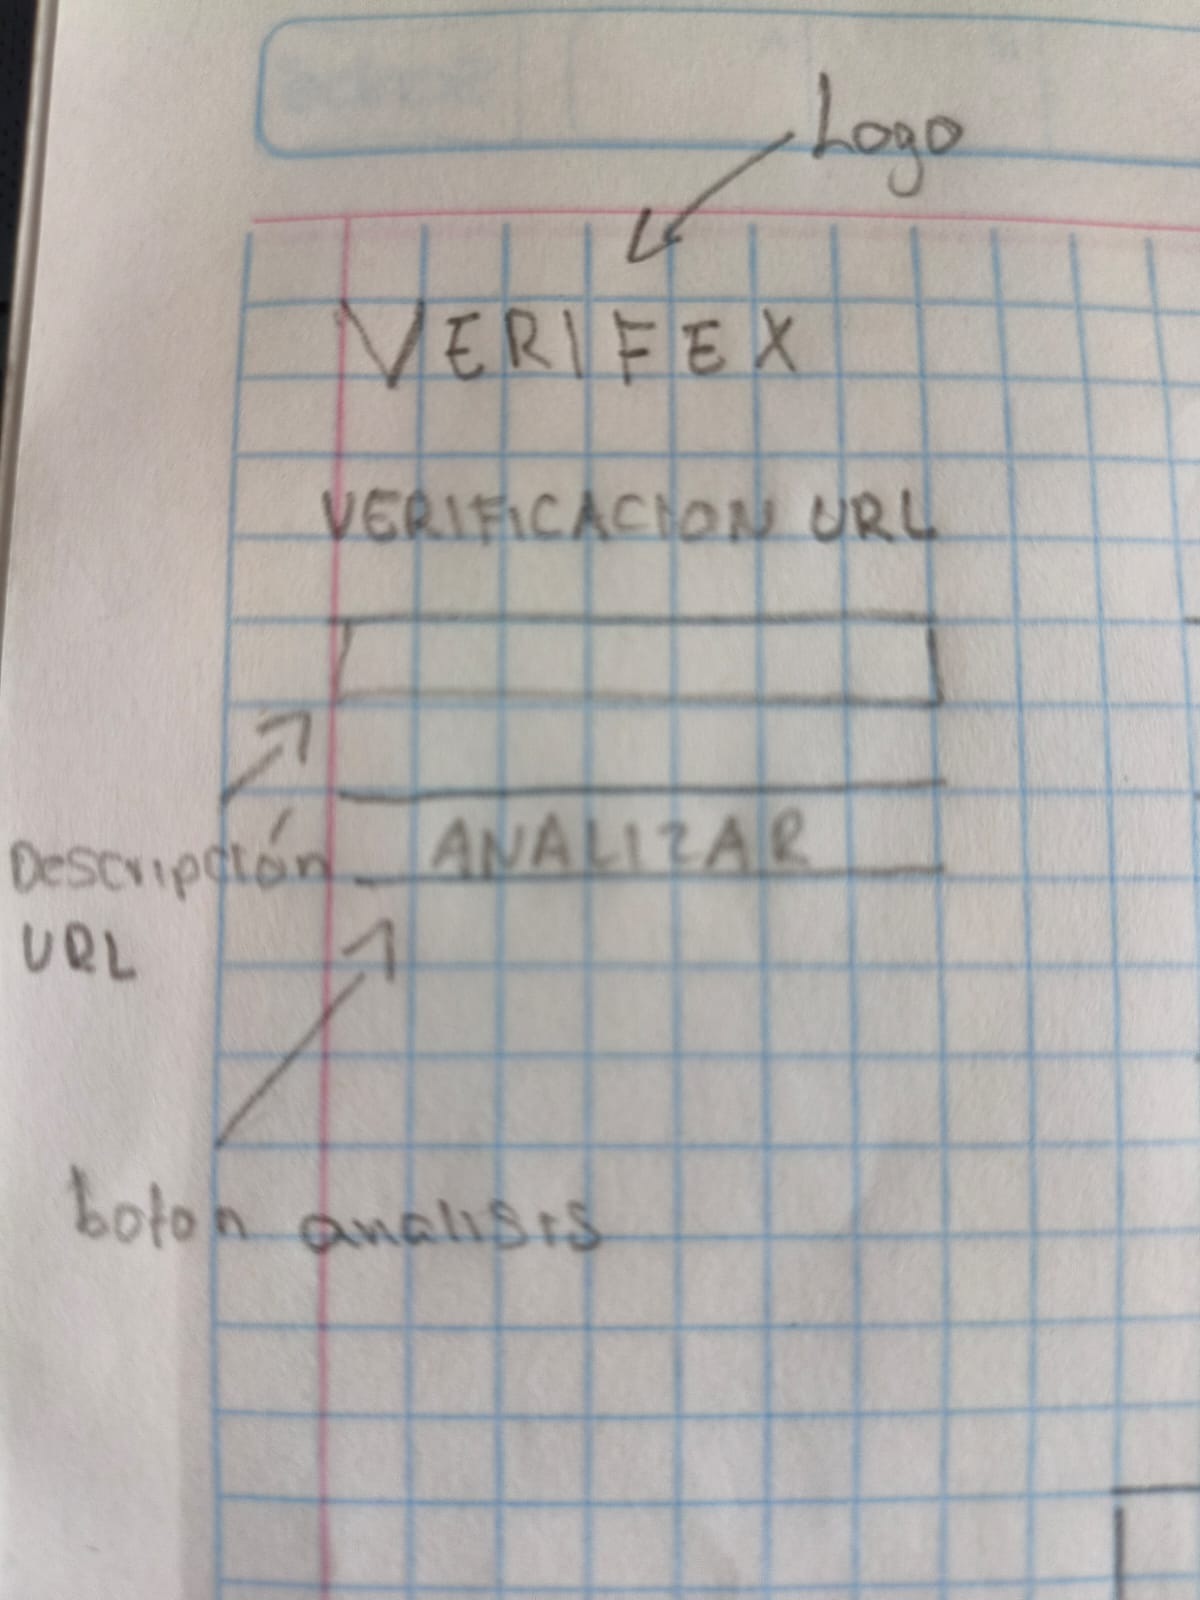 Logo
VERIFEX
VERIFICACION URL
ANALIZAR
Descripción
URL
boton analisis